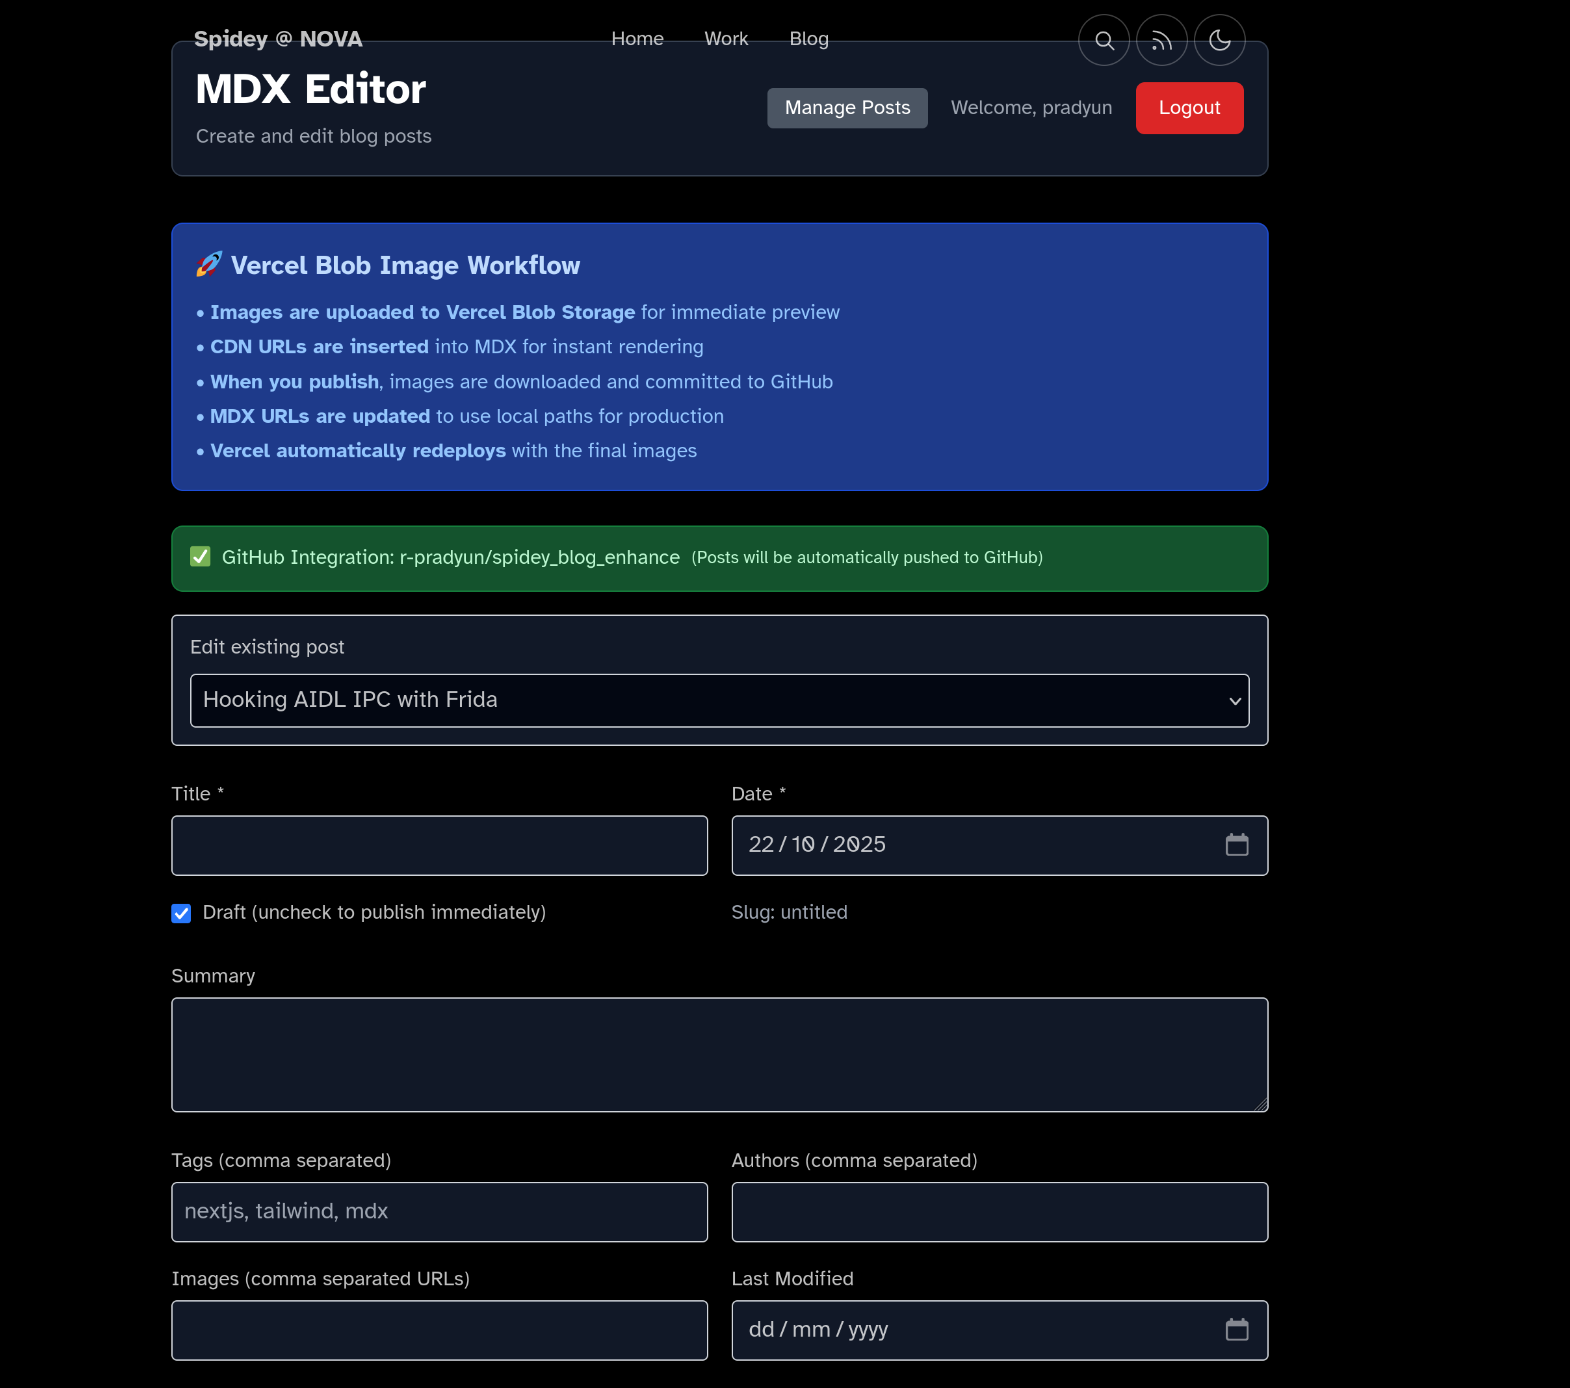 Spidey @ NOVA
Home Work Blog
MDX Editor
Create and edit blog posts
Manage Posts
Welcome, pradyun
Logout
🚀 Vercel Blob Image Workflow
• Images are uploaded to Vercel Blob Storage for immediate preview
• CDN URLs are inserted into MDX for instant rendering
• When you publish, images are downloaded and committed to GitHub
• MDX URLs are updated to use local paths for production
• Vercel automatically redeploys with the final images
✅ GitHub Integration: r-pradyun/spidey_blog_enhance (Posts will be automatically pushed to GitHub)
Edit existing post
Hooking AIDL IPC with Frida
Title *
Date *
22/10/2025
Draft (uncheck to publish immediately)
Slug: untitled
Summary
Tags (comma separated)
nextjs, tailwind, mdx
Authors (comma separated)
Images (comma separated URLs)
Last Modified
dd/mm/yyyy